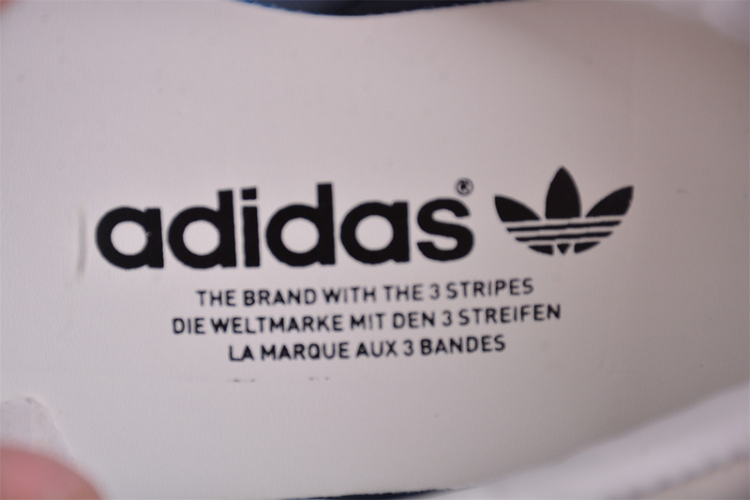 adidas®
THE BRAND WITH THE 3 STRIPES
DIE WELTMARKE MIT DEN 3 STREIFEN
LA MARQUE AUX 3 BANDES